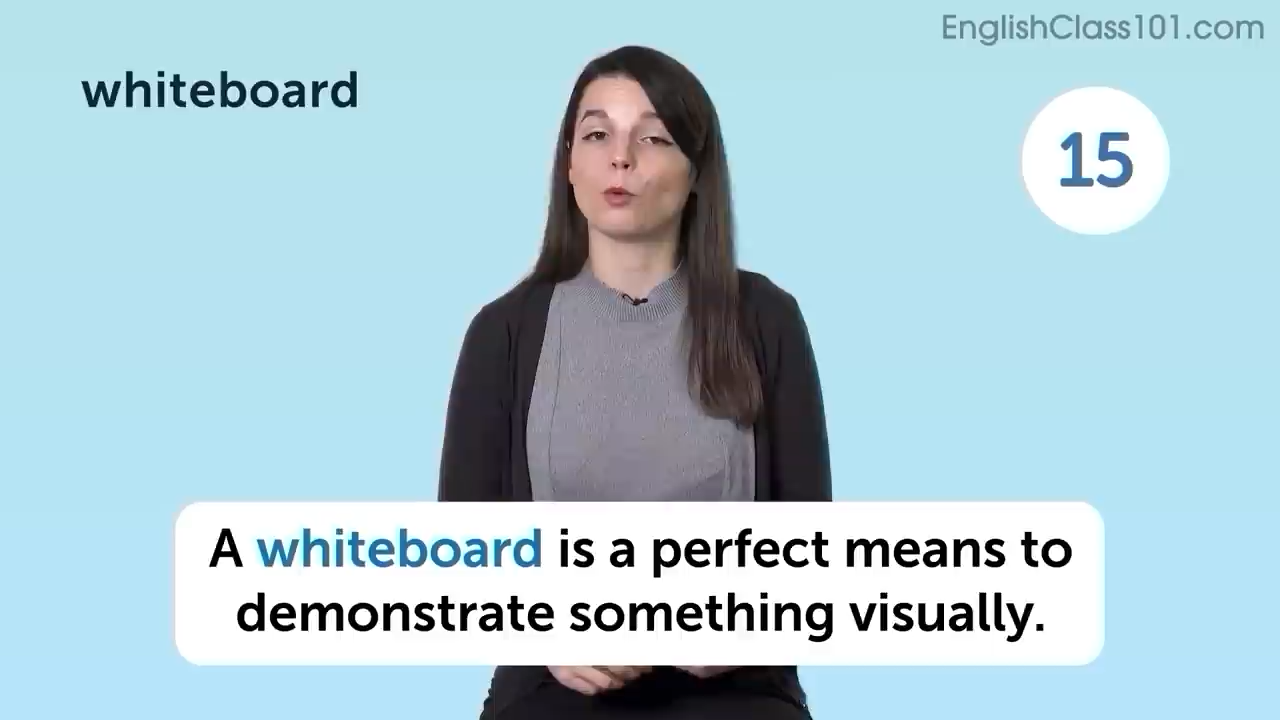 EnglishClass101.com
whiteboard
15
A whiteboard is a perfect means to
demonstrate something visually.